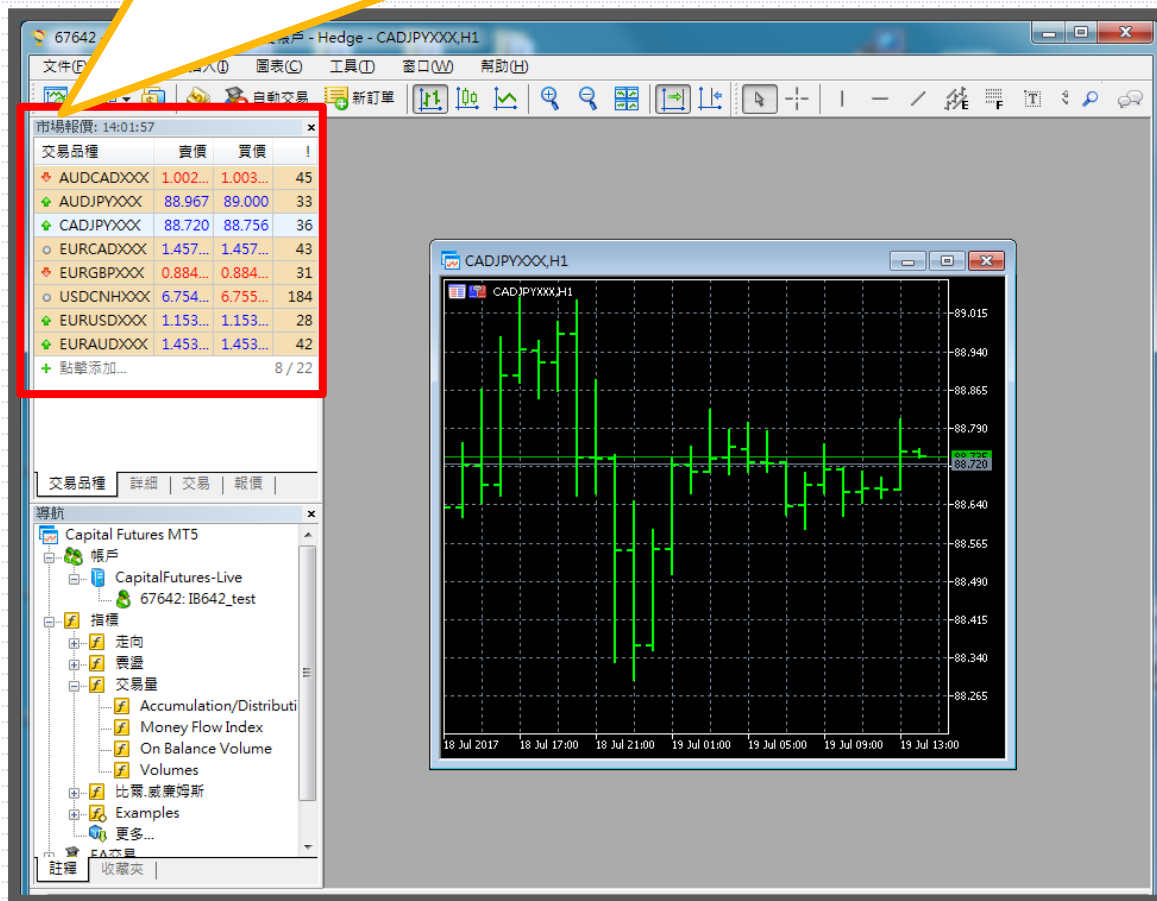 67642 - 帳戶 - Hedge - CADJPYXXX,H1
文件(F) 插入(I) 圖表(C) 工具(T) 窗口(W) 幫助(H)
自動交易 新訂單 E F T
市場報價: 14:01:57
交易品種 賣價 買價 !
AUDCADXXX 1.002... 1.003... 45
AUDJPYXXX 88.967 89.000 33
CADJPYXXX 88.720 88.756 36
EURCADXXX 1.457... 1.457... 43
EURGBPXXX 0.884... 0.884... 31
USDCNHXXX 6.754... 6.755... 184
EURUSDXXX 1.153... 1.153... 28
EURAUDXXX 1.453... 1.453... 42
點擊添加... 8 / 22
交易品種 詳細 交易 報價
導航
Capital Futures MT5
帳戶
CapitalFutures-Live
67642: IB642_test
指標
走向
震盪
交易量
Accumulation/Distributi
Money Flow Index
On Balance Volume
Volumes
比爾.威廉姆斯
Examples
更多...
EA交易
註釋 收藏夾
CADJPYXXX,H1
CADJPYXXX,H1
89.015
88.940
88.865
88.790
88.720
88.640
88.565
88.490
88.415
88.340
88.265
18 Jul 2017 18 Jul 17:00 18 Jul 21:00 19 Jul 01:00 19 Jul 05:00 19 Jul 09:00 19 Jul 13:00